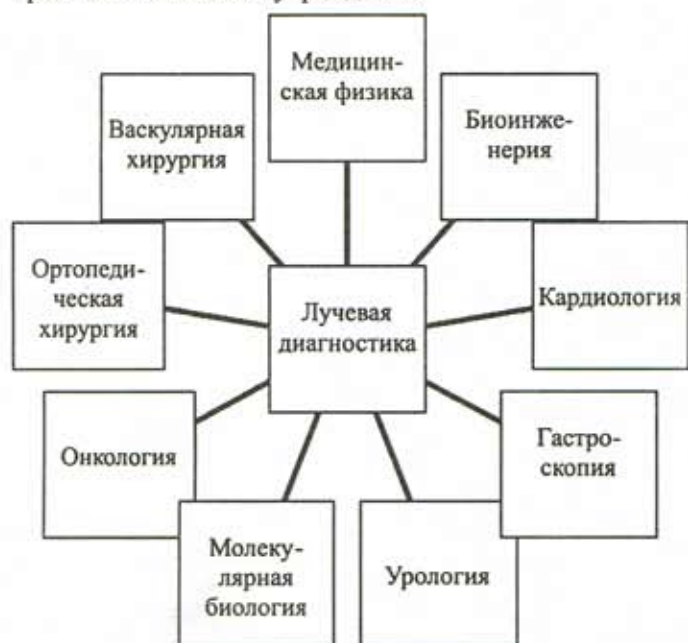 Медицин-
ская физика
Васкулярная
хирургия
Биоинже-
нерия
Ортопеди-
ческая
хирургия
Лучевая
диагностика
Кардиология
Онкология
Гастро-
скопия
Молеку-
лярная
биология
Урология